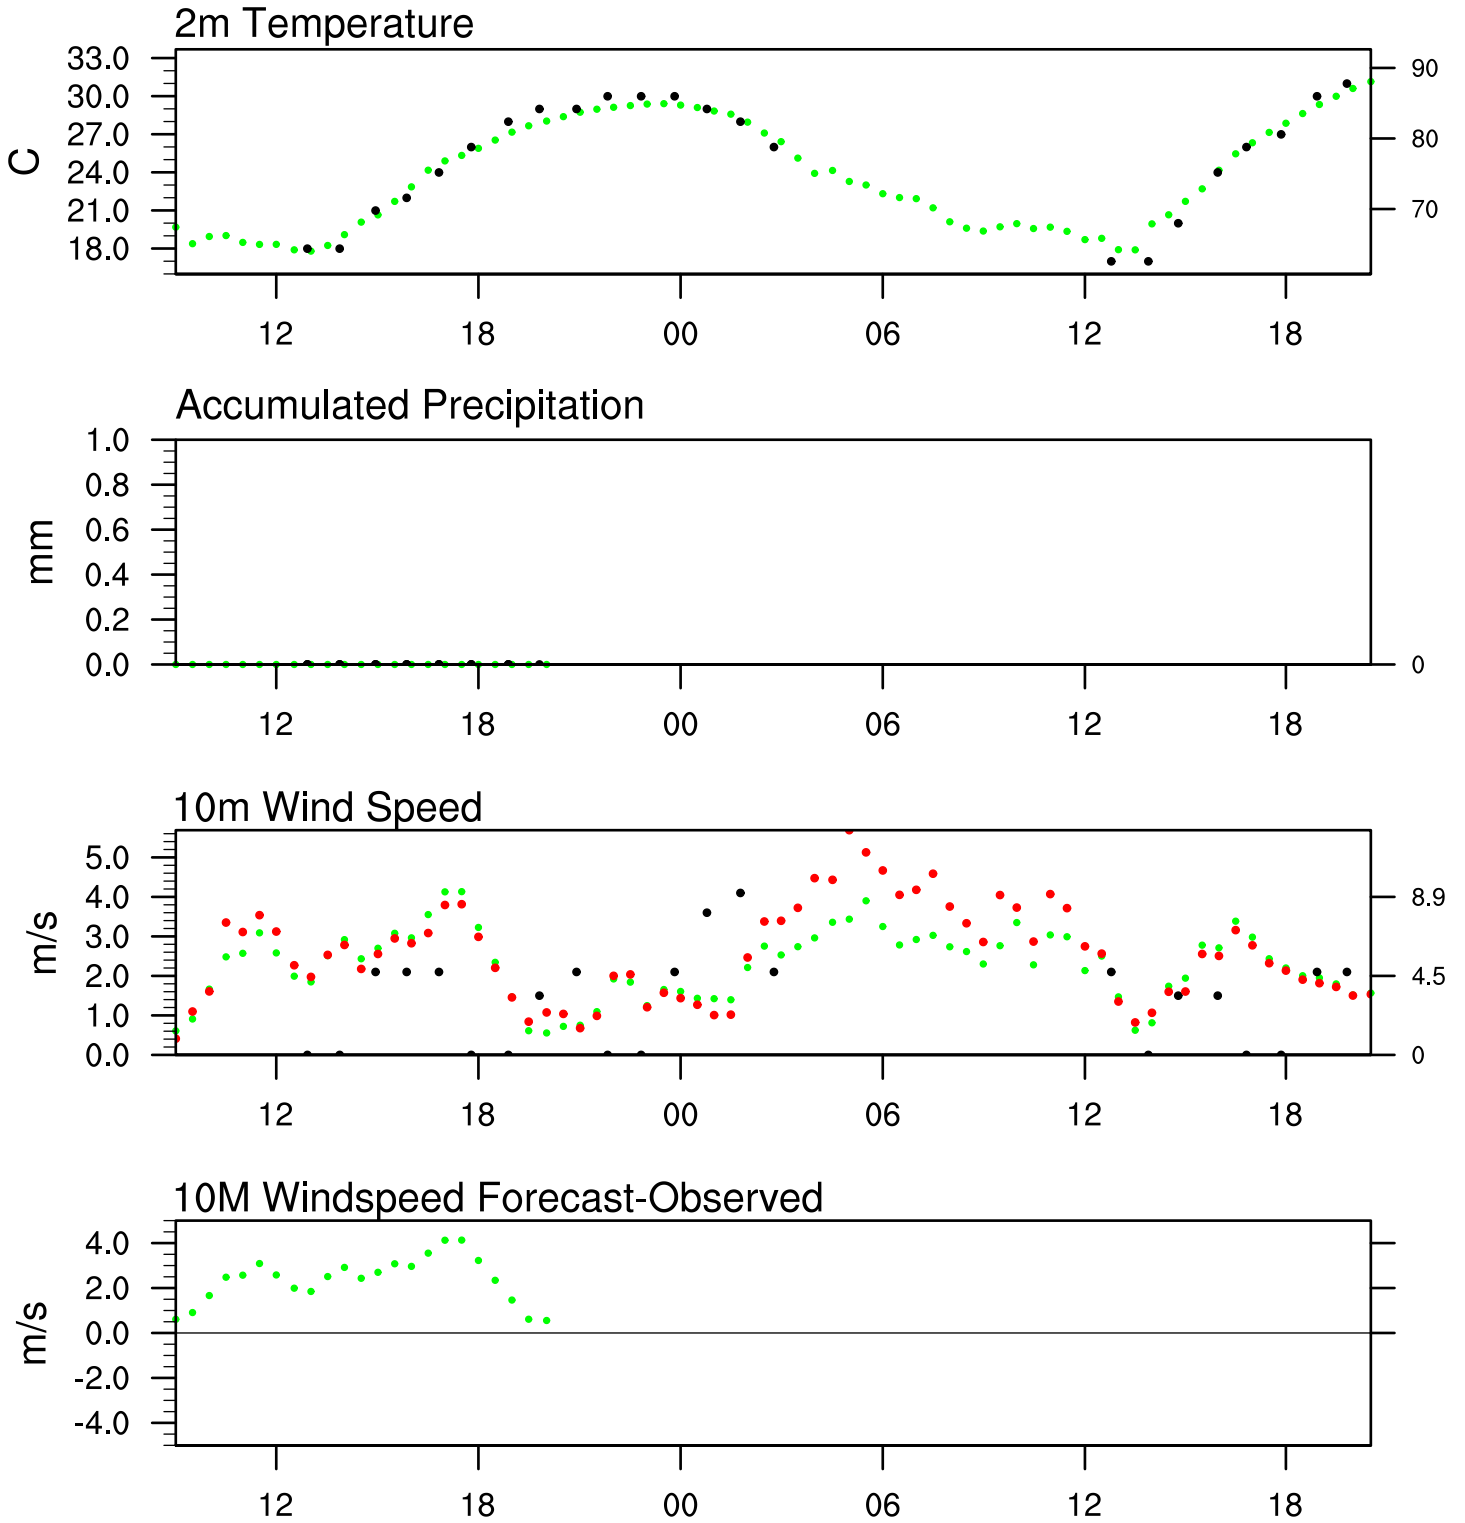 2m Temperature
33.0
30.0
27.0
24.0
21.0
18.0
C
90
80
70
12 18 00 06 12 18
Accumulated Precipitation
1.0
0.8
0.6
0.4
0.2
0.0
mm
0
12 18 00 06 12 18
10m Wind Speed
5.0
4.0
3.0
2.0
1.0
0.0
m/s
8.9
4.5
0
12 18 00 06 12 18
10M Windspeed Forecast-Observed
4.0
2.0
0.0
-2.0
-4.0
m/s
12 18 00 06 12 18